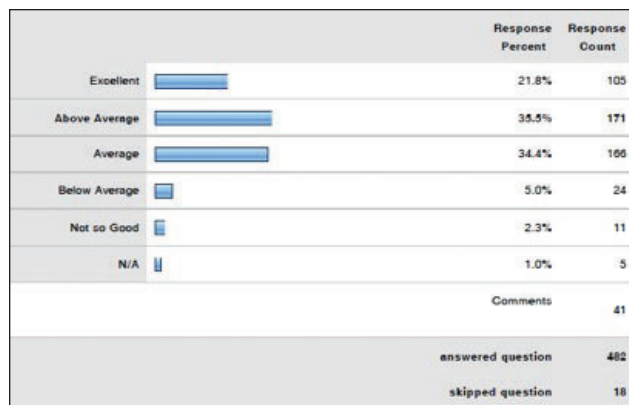 Response Response
Percent Count
Excellent 21.8% 105
Above Average 35.5% 171
Average 34.4% 166
Below Average 5.0% 24
Not so Good 2.3% 11
N/A 1.0% 5
Comments 41
answered question 482
skipped question 18